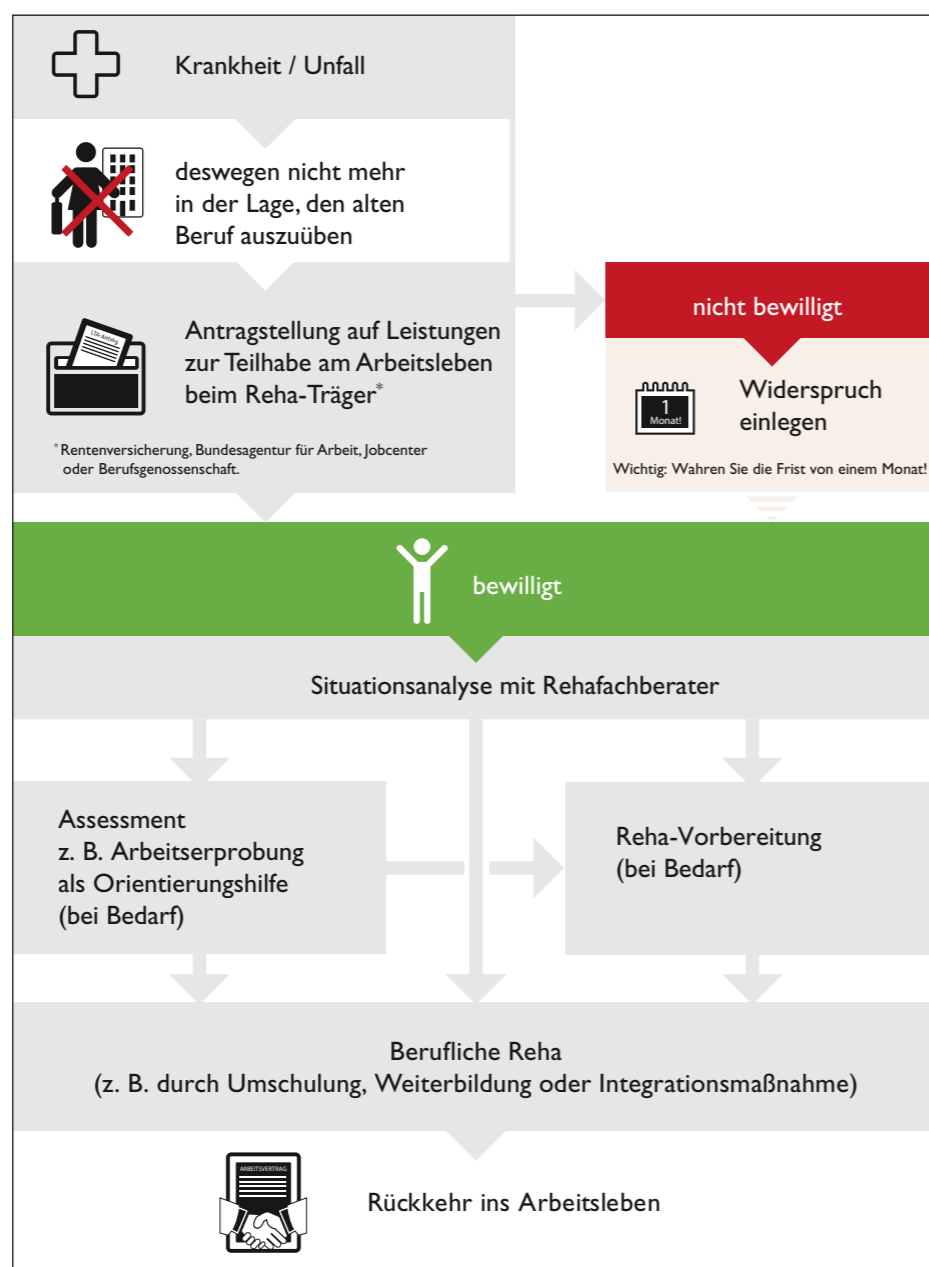 Krankheit / Unfall
deswegen nicht mehr
in der Lage, den alten
Beruf auszuüben
LTA-Antrag
Antragstellung auf Leistungen
zur Teilhabe am Arbeitsleben
beim Reha-Träger*
*Rentenversicherung, Bundesagentur für Arbeit, Jobcenter
oder Berufsgenossenschaft.
nicht bewilligt
1
Monat!
Widerspruch
einlegen
Wichtig: Wahren Sie die Frist von einem Monat!
bewilligt
Situationsanalyse mit Rehafachberater
Assessment
z. B. Arbeitserprobung
als Orientierungshilfe
(bei Bedarf)
Reha-Vorbereitung
(bei Bedarf)
Berufliche Reha
(z. B. durch Umschulung, Weiterbildung oder Integrationsmaßnahme)
ARBEITSVERTRAG
Rückkehr ins Arbeitsleben